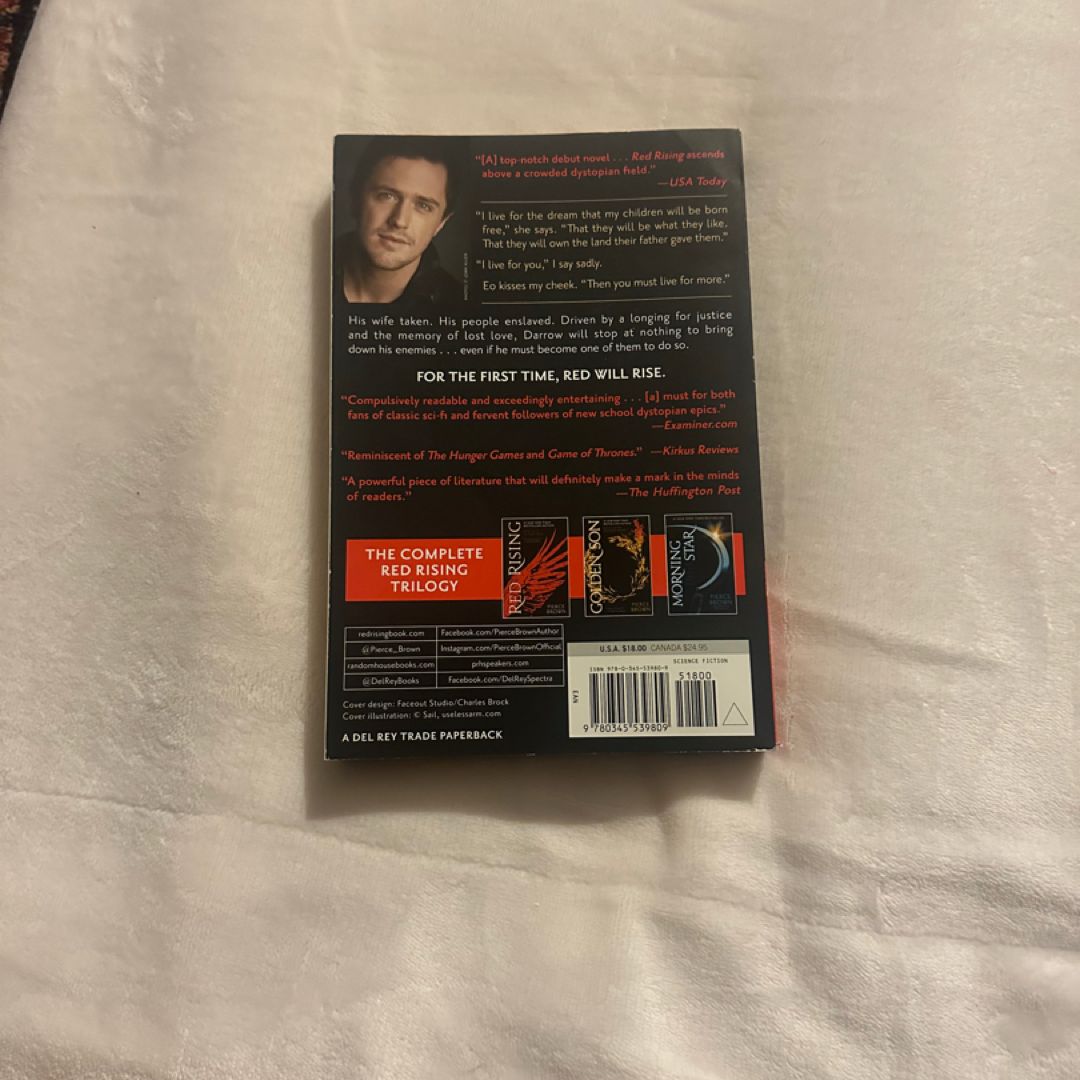 "[A] top-notch debut novel . . . Red Rising ascends
above a crowded dystopian field."
—USA Today
"I live for the dream that my children will be born
free," she says. "That they will be what they like.
That they will own the land their father gave them."
"I live for you," I say sadly.
Eo kisses my cheek. "Then you must live for more."
His wife taken. His people enslaved. Driven by a longing for justice
and the memory of lost love, Darrow will stop at nothing to bring
down his enemies . . . even if he must become one of them to do so.
FOR THE FIRST TIME, RED WILL RISE.
"Compulsively readable and exceedingly entertaining . . . [a] must for both
fans of classic sci-fi and fervent followers of new school dystopian epics."
—Examiner.com
"Reminiscent of The Hunger Games and Game of Thrones." —Kirkus Reviews
"A powerful piece of literature that will definitely make a mark in the minds
of readers."
—The Huffington Post
THE COMPLETE
RED RISING
TRILOGY
RED RISING
PIERCE
BROWN
GOLDEN SON
PIERCE
BROWN
MORNING
STAR
PIERCE
BROWN
redrisingbook.com
Facebook.com/PierceBrownAuthor
@Pierce_Brown
Instagram.com/PierceBrownOfficial
randomhousebooks.com
prhspeakers.com
@DelReyBooks
Facebook.com/DelReySpectra
Cover design: Faceout Studio/Charles Brock
Cover illustration: © Sail, uselessarm.com
A DEL REY TRADE PAPERBACK
U.S.A. $18.00 CANADA $24.95
SCIENCE FICTION
ISBN 978-0-345-53980-9
51800
EAN
9 780345 539809